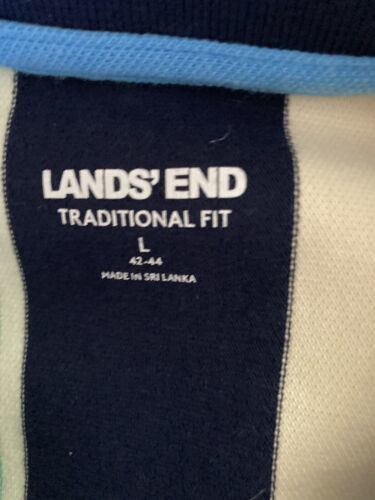 LANDS' END
TRADITIONAL FIT
L
42-44
MADE IN SRI LANKA